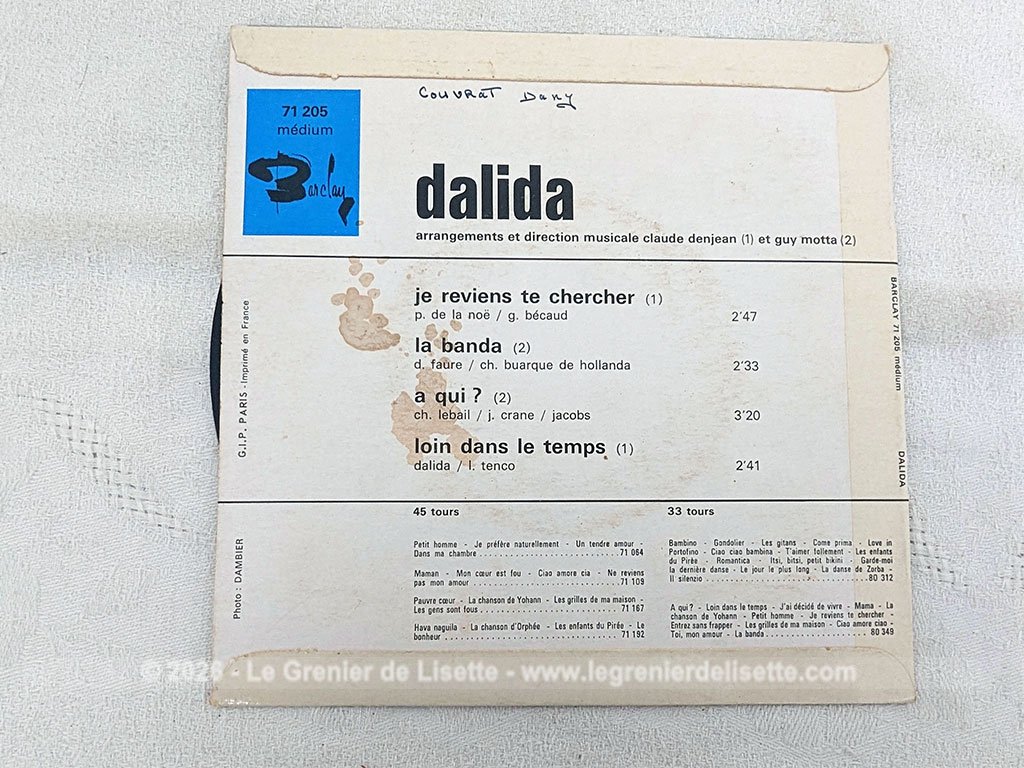 Couvrat Dany
71 205
médium
Barclay
dalida
arrangements et direction musicale claude denjean (1) et guy motta (2)
je reviens te chercher (1)
p. de la noë / g. bécaud 2'47
la banda (2)
d. faure / ch. buarque de hollanda 2'33
a qui ? (2)
ch. lebail / j. crane / jacobs 3'20
loin dans le temps (1)
dalida / l. tenco 2'41
G.I.P. PARIS - Imprimé en France
BARCLAY 71 205 médium
DALIDA
Photo : DAMBIER
45 tours
Petit homme - Je préfère naturellement - Un tendre amour -
Dans ma chambre ........................ 71 064
Maman - Mon cœur est fou - Ciao amore cia - Ne reviens
pas mon amour ........................ 71 109
Pauvre cœur - La chanson de Yohann - Les grilles de ma maison -
Les gens sont fous ........................ 71 167
Hava naguila - La chanson d'Orphée - Les enfants du Pirée - Le
bonheur ........................ 71 192
33 tours
Bambino - Gondolier - Les gitans - Come prima - Love in
Portofino - Ciao ciao bambina - T'aimer follement - Les enfants
du Pirée - Romantica - Itsi, bitsi, petit bikini - Garde-moi
la dernière danse - Le jour le plus long - La danse de Zorba -
Il silenzio ........................ 80 312
A qui ? - Loin dans le temps - J'ai décidé de vivre - Mama - La
chanson de Yohann - Petit homme - Je reviens te chercher -
Entrez sans frapper - Les grilles de ma maison - Ciao amore ciao -
Toi, mon amour - La banda ........................ 80 349
© 2026 - Le Grenier de Lisette - www.legrenierdelisette.com